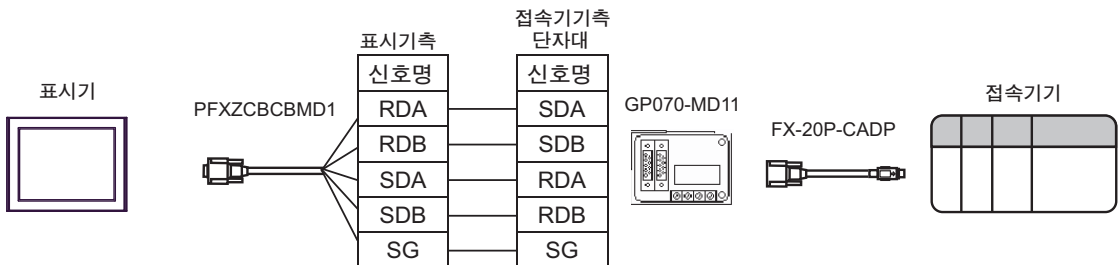 표시기
PFXZCBCBMD1
표시기측
신호명
RDA
RDB
SDA
SDB
SG
접속기기측
단자대
신호명
SDA
SDB
RDA
RDB
SG
GP070-MD11
FX-20P-CADP
접속기기